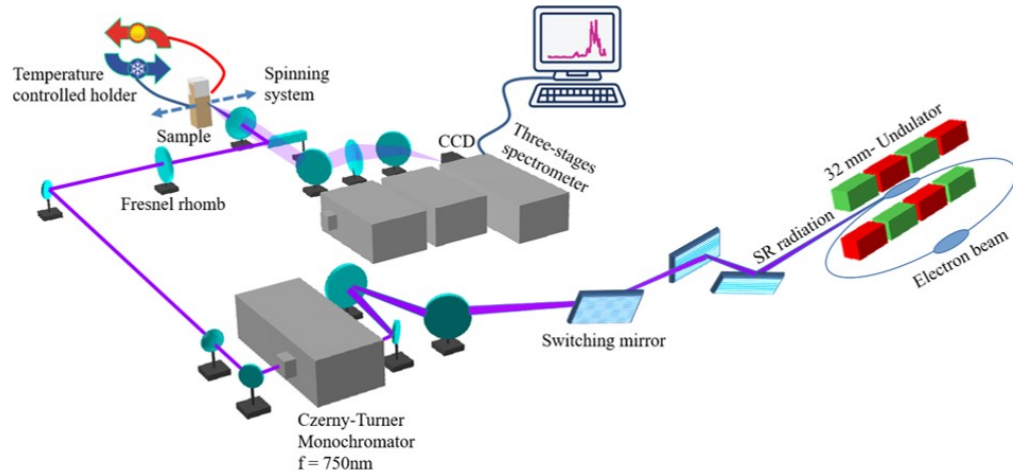 Temperature
controlled holder
Spinning
system
Sample
Fresnel rhomb
CCD
Three-stages
spectrometer
32 mm- Undulator
SR radiation
Electron beam
Switching mirror
Czerny-Turner
Monochromator
f = 750nm